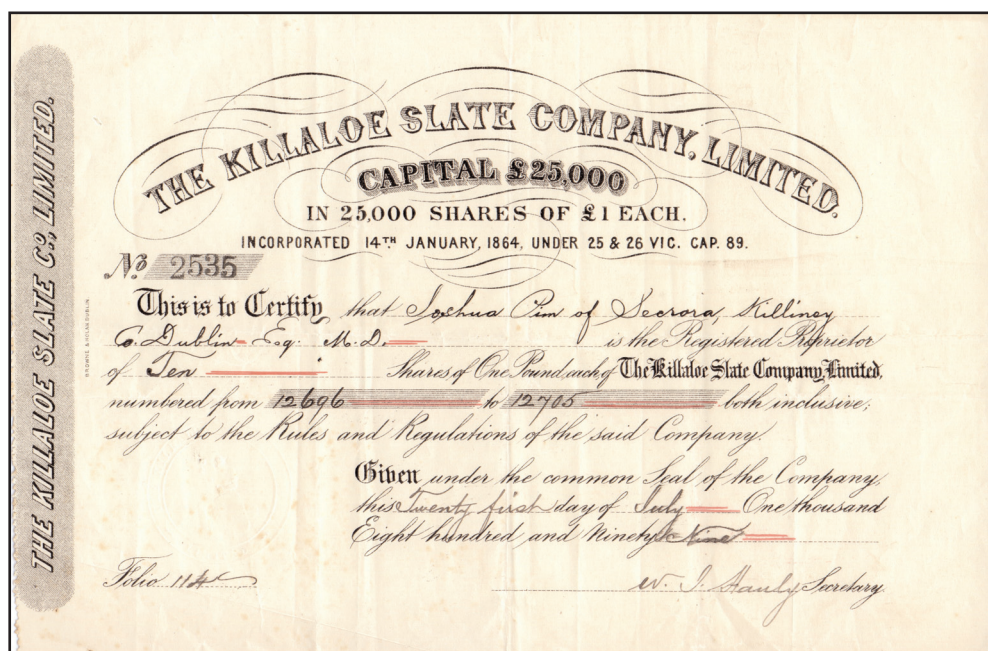 THE KILLALOE SLATE Cº, LIMITED.
BROWNE & NOLAN DUBLIN
THE KILLALOE SLATE COMPANY, LIMITED.
CAPITAL £25,000
IN 25,000 SHARES OF £1 EACH.
INCORPORATED 14TH JANUARY, 1864, UNDER 25 & 26 VIC. CAP. 89.
No 2535
This is to Certify that Joshua Pim of Secrora, Killiney
Co. Dublin Esq. M.D. is the Registered Proprietor
of Ten Shares of One Pound each of The Killaloe Slate Company, Limited,
numbered from 12696 to 12705 both inclusive;
subject to the Rules and Regulations of the said Company.
Given under the common Seal of the Company,
this Twenty first day of July One thousand
Eight hundred and Ninety Nine
Folio 114
W. J. Secretary.